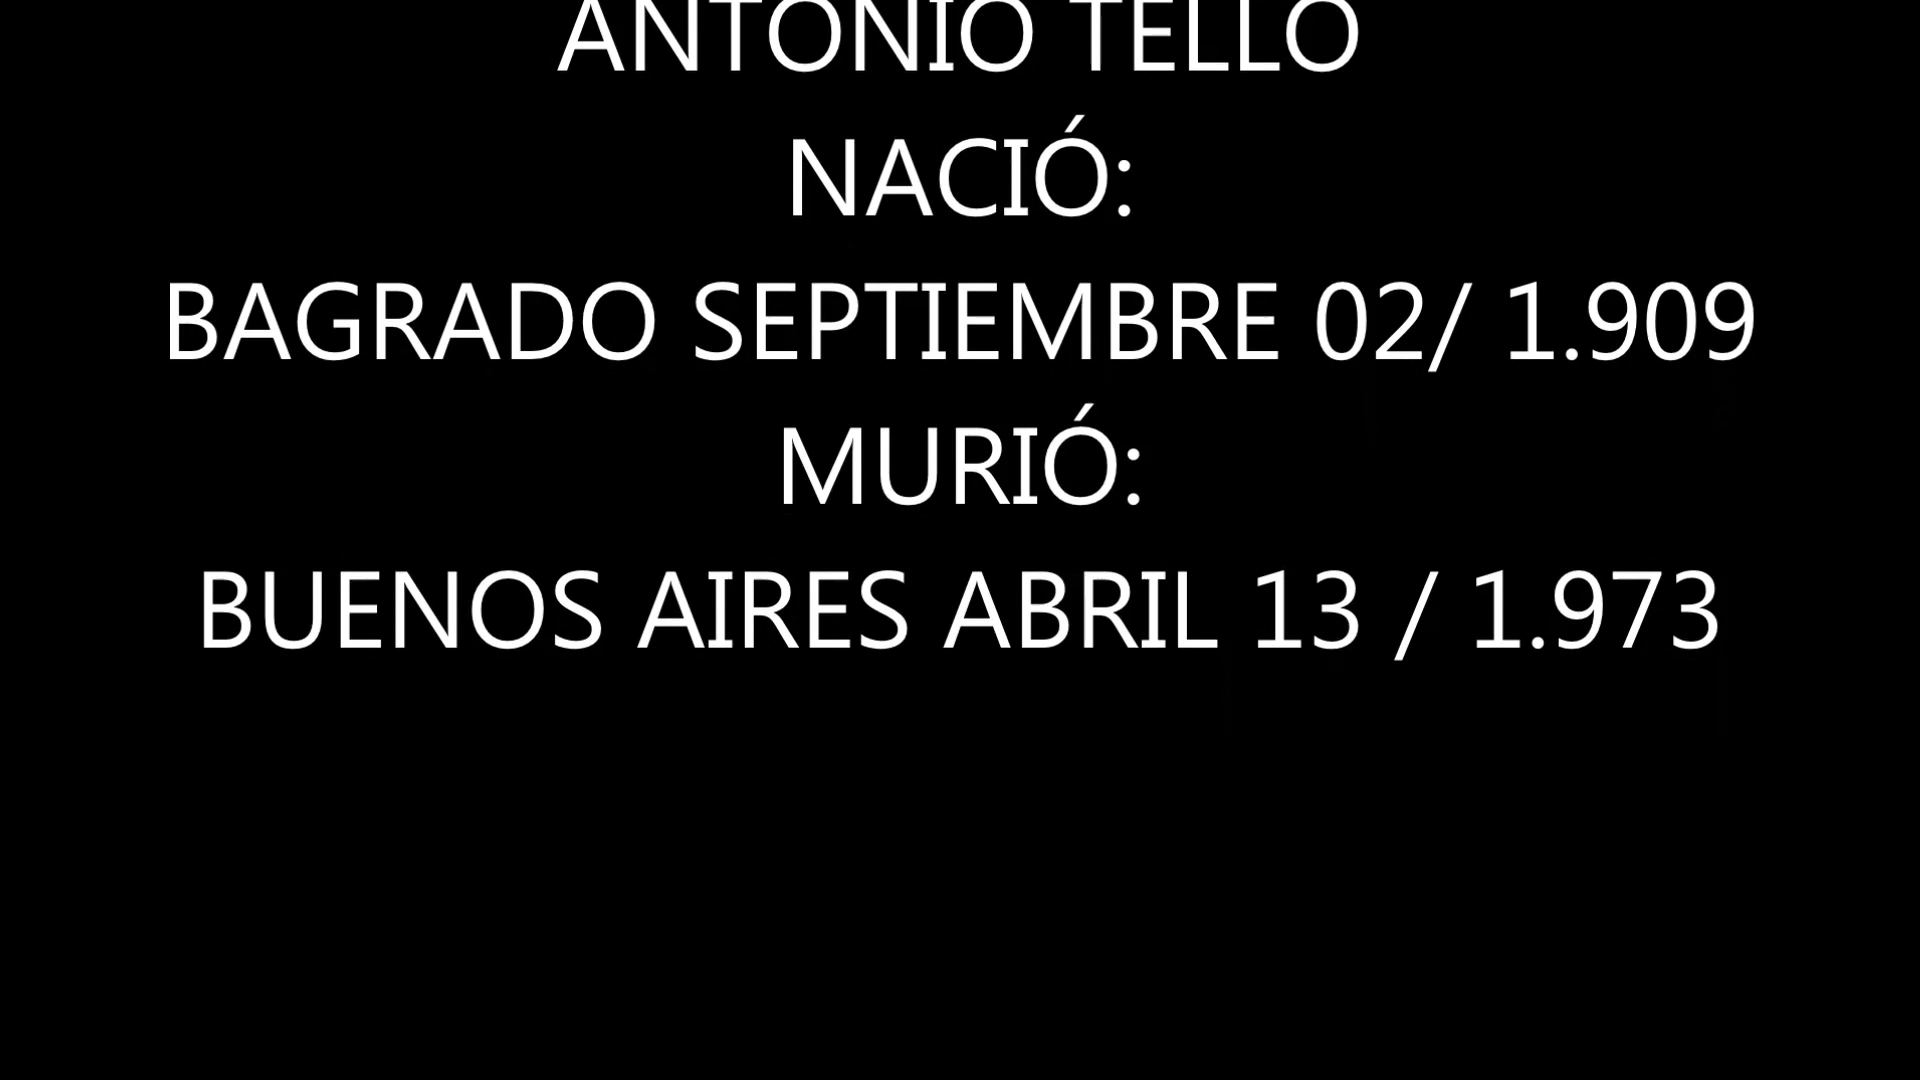 ANTONIO TELLO
NACIÓ:
BAGRADO SEPTIEMBRE 02/ 1.909
MURIÓ:
BUENOS AIRES ABRIL 13 / 1.973